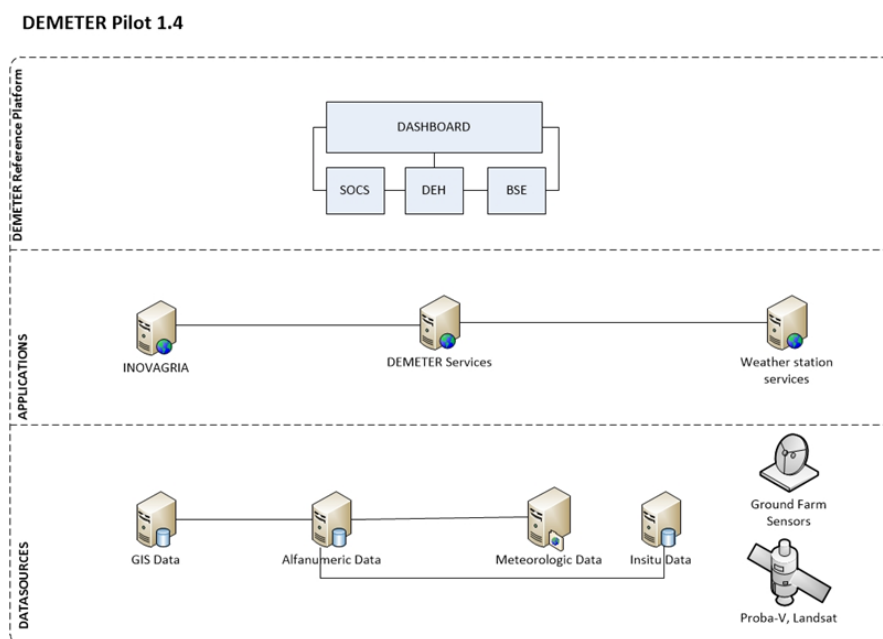 DEMETER Pilot 1.4
DEMETER Reference Platform
DASHBOARD
SOCS
DEH
BSE
APPLICATIONS
INOVAGRIA
DEMETER Services
Weather station
services
DATASOURCES
GIS Data
Alfanumeric Data
Meteorologic Data
Insitu Data
Ground Farm
Sensors
Proba-V, Landsat